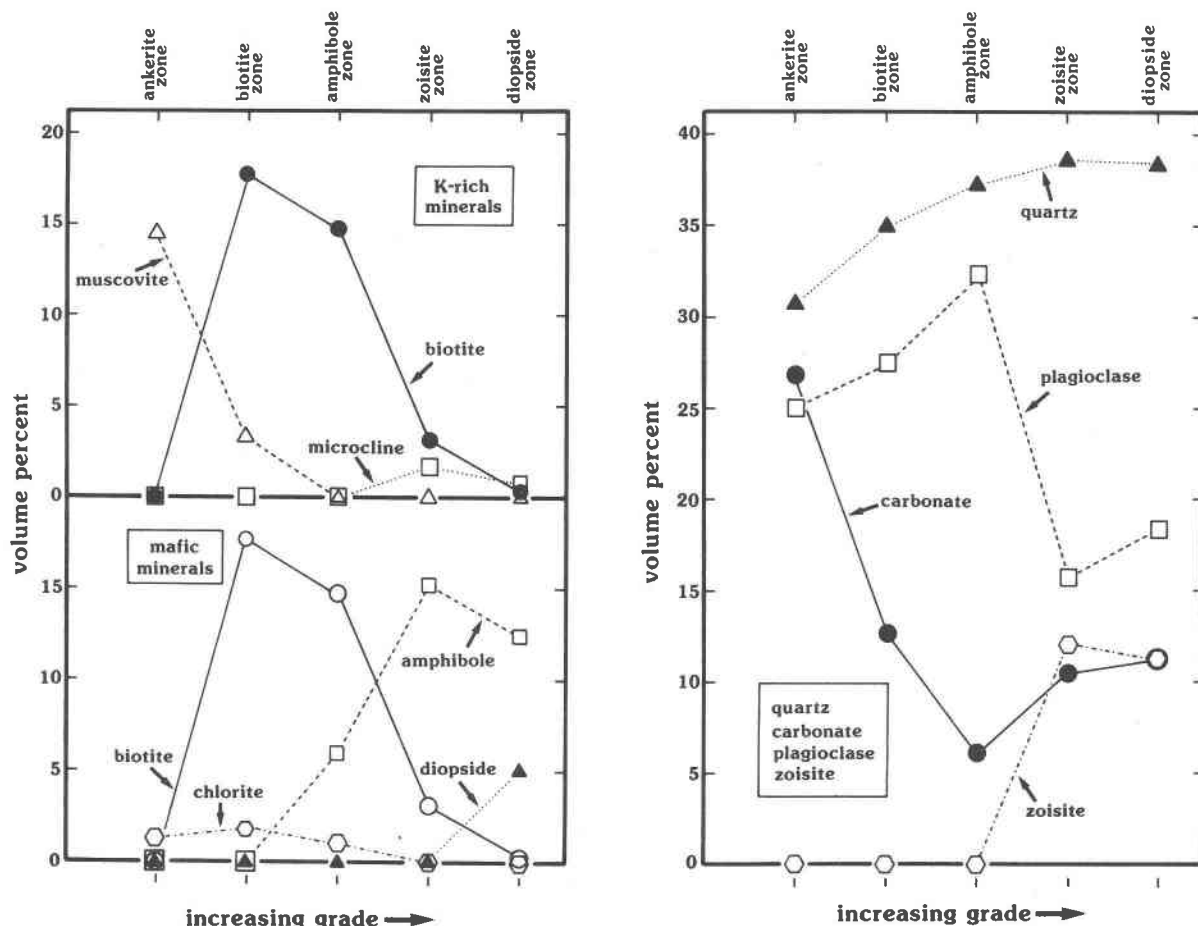 ankerite
zone
biotite
zone
amphibole
zone
zoisite
zone
diopside
zone
20
15
10
5
0
15
10
5
0
volume percent
K-rich
minerals
muscovite
biotite
microcline
mafic
minerals
amphibole
biotite
chlorite
diopside
increasing grade
ankerite
zone
biotite
zone
amphibole
zone
zoisite
zone
diopside
zone
40
35
30
25
20
15
10
5
0
volume percent
quartz
plagioclase
carbonate
quartz
carbonate
plagioclase
zoisite
zoisite
increasing grade